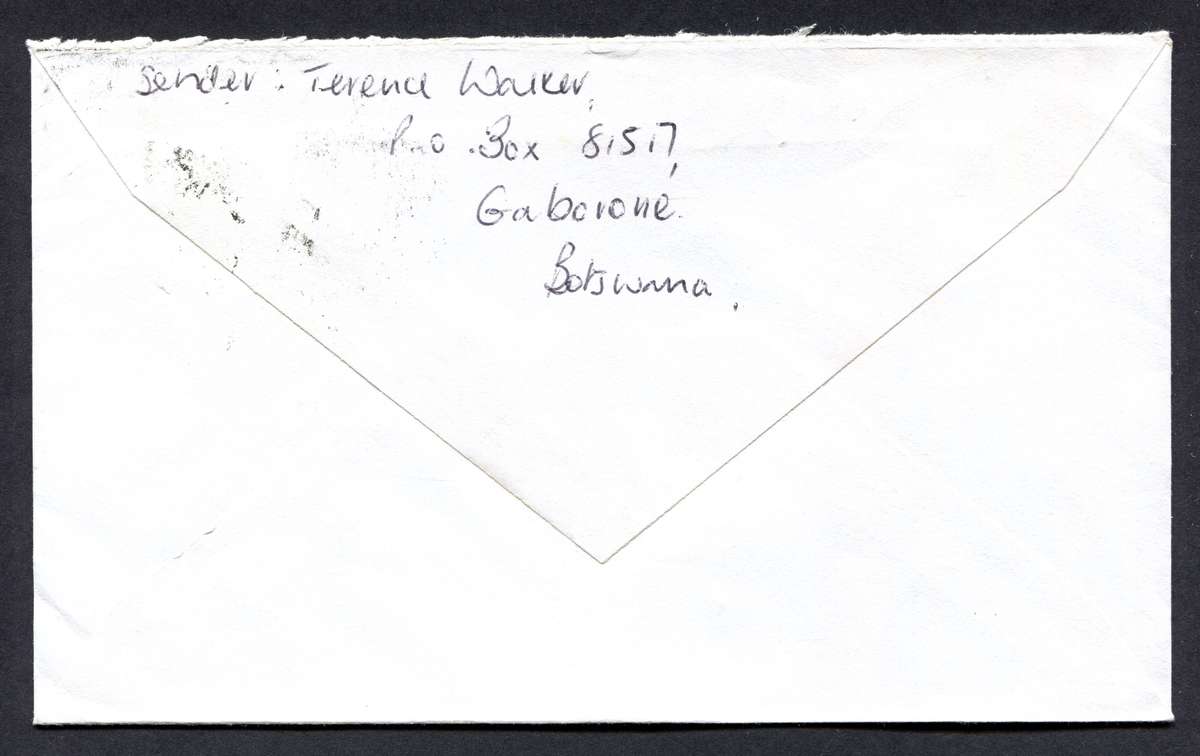 Sender: Terence Walker,
P.O. Box 81517,
Gaborone.
Botswana.